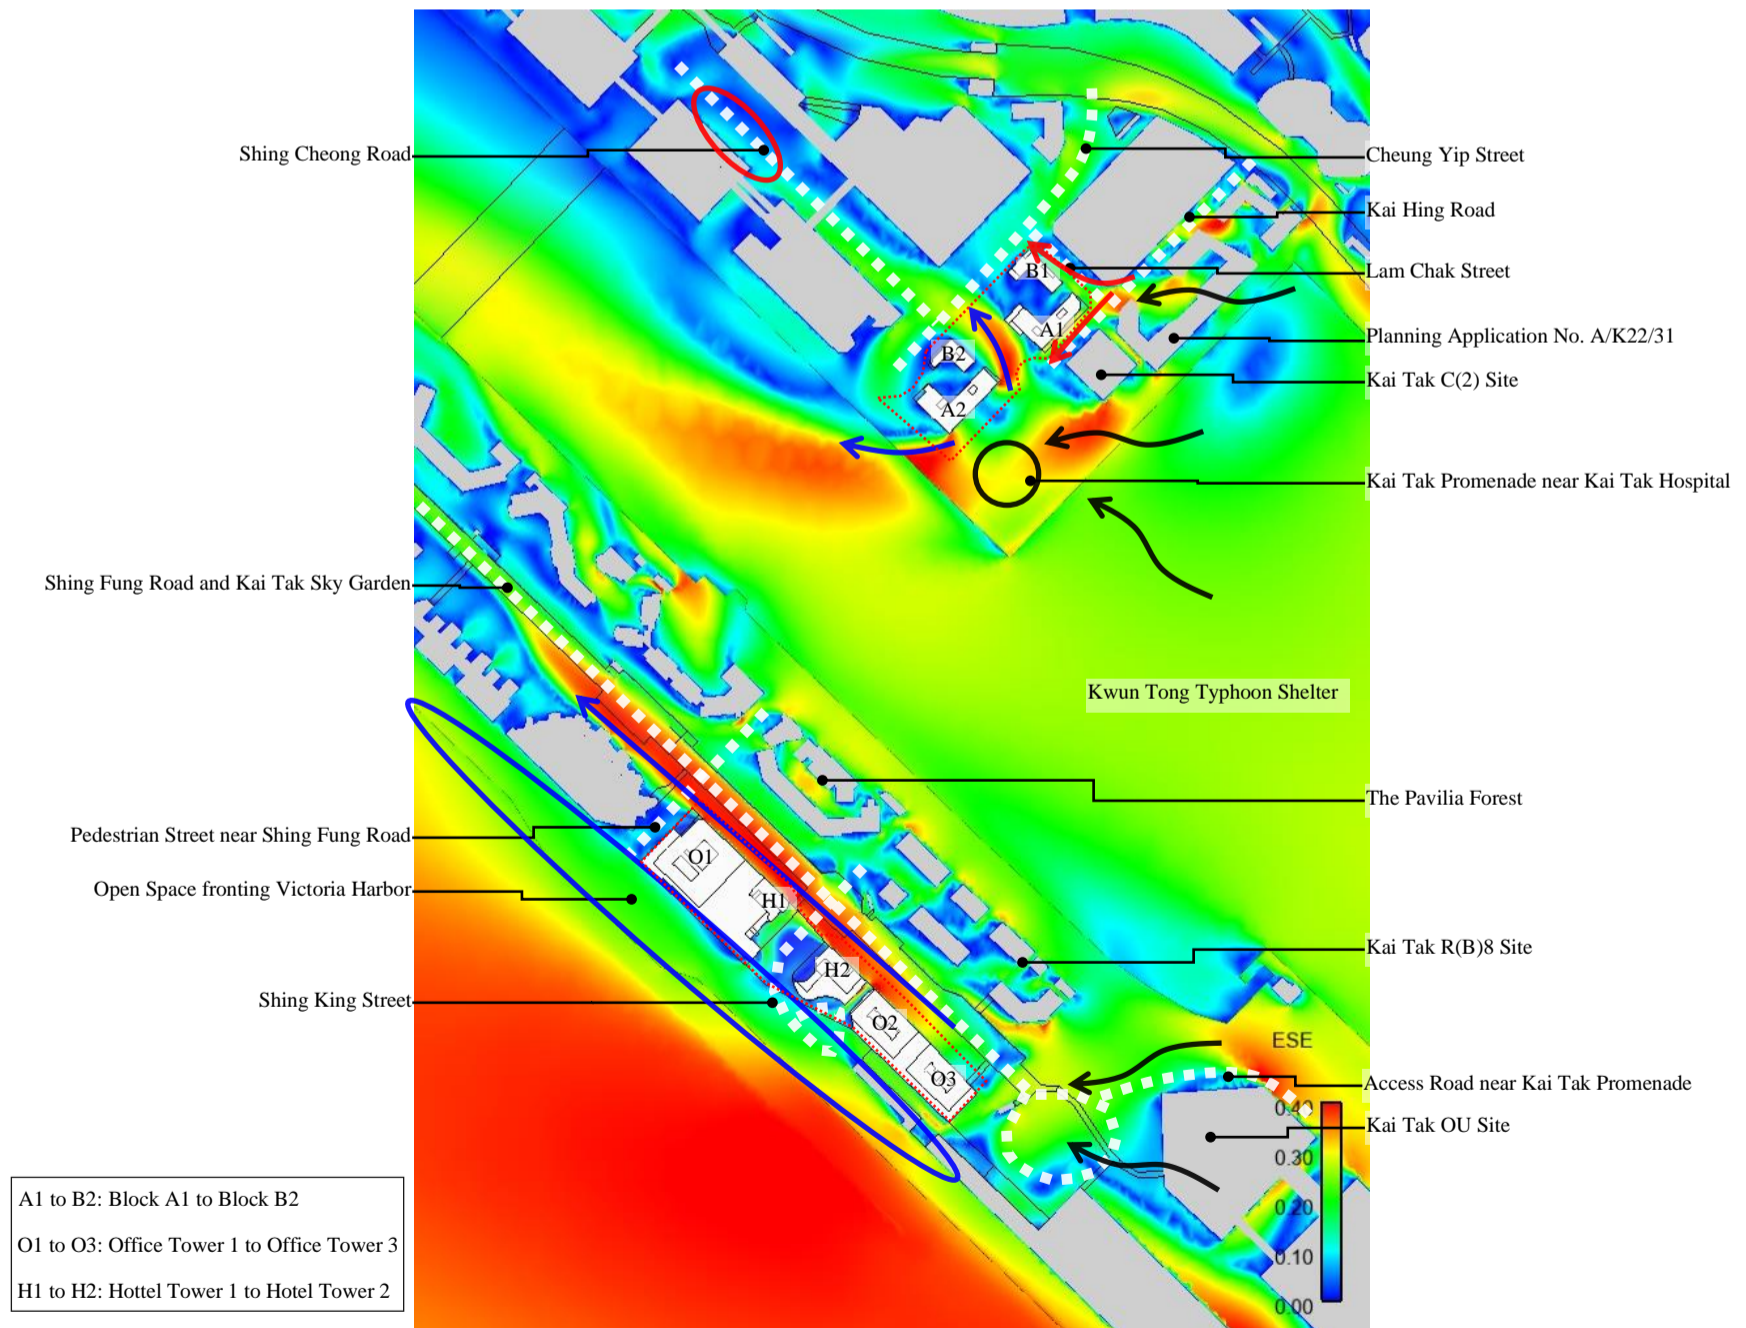 Shing Cheong Road
Cheung Yip Street
Kai Hing Road
B1
Lam Chak Street
A1
Planning Application No. A/K22/31
B2
Kai Tak C(2) Site
A2
Kai Tak Promenade near Kai Tak Hospital
Shing Fung Road and Kai Tak Sky Garden
Kwun Tong Typhoon Shelter
The Pavilia Forest
Pedestrian Street near Shing Fung Road
O1
Open Space fronting Victoria Harbor
H1
Kai Tak R(B)8 Site
H2
Shing King Street
O2
ESE
O3
Access Road near Kai Tak Promenade
0.40
Kai Tak OU Site
0.30
0.20
0.10
0.00
A1 to B2: Block A1 to Block B2
O1 to O3: Office Tower 1 to Office Tower 3
H1 to H2: Hottel Tower 1 to Hotel Tower 2